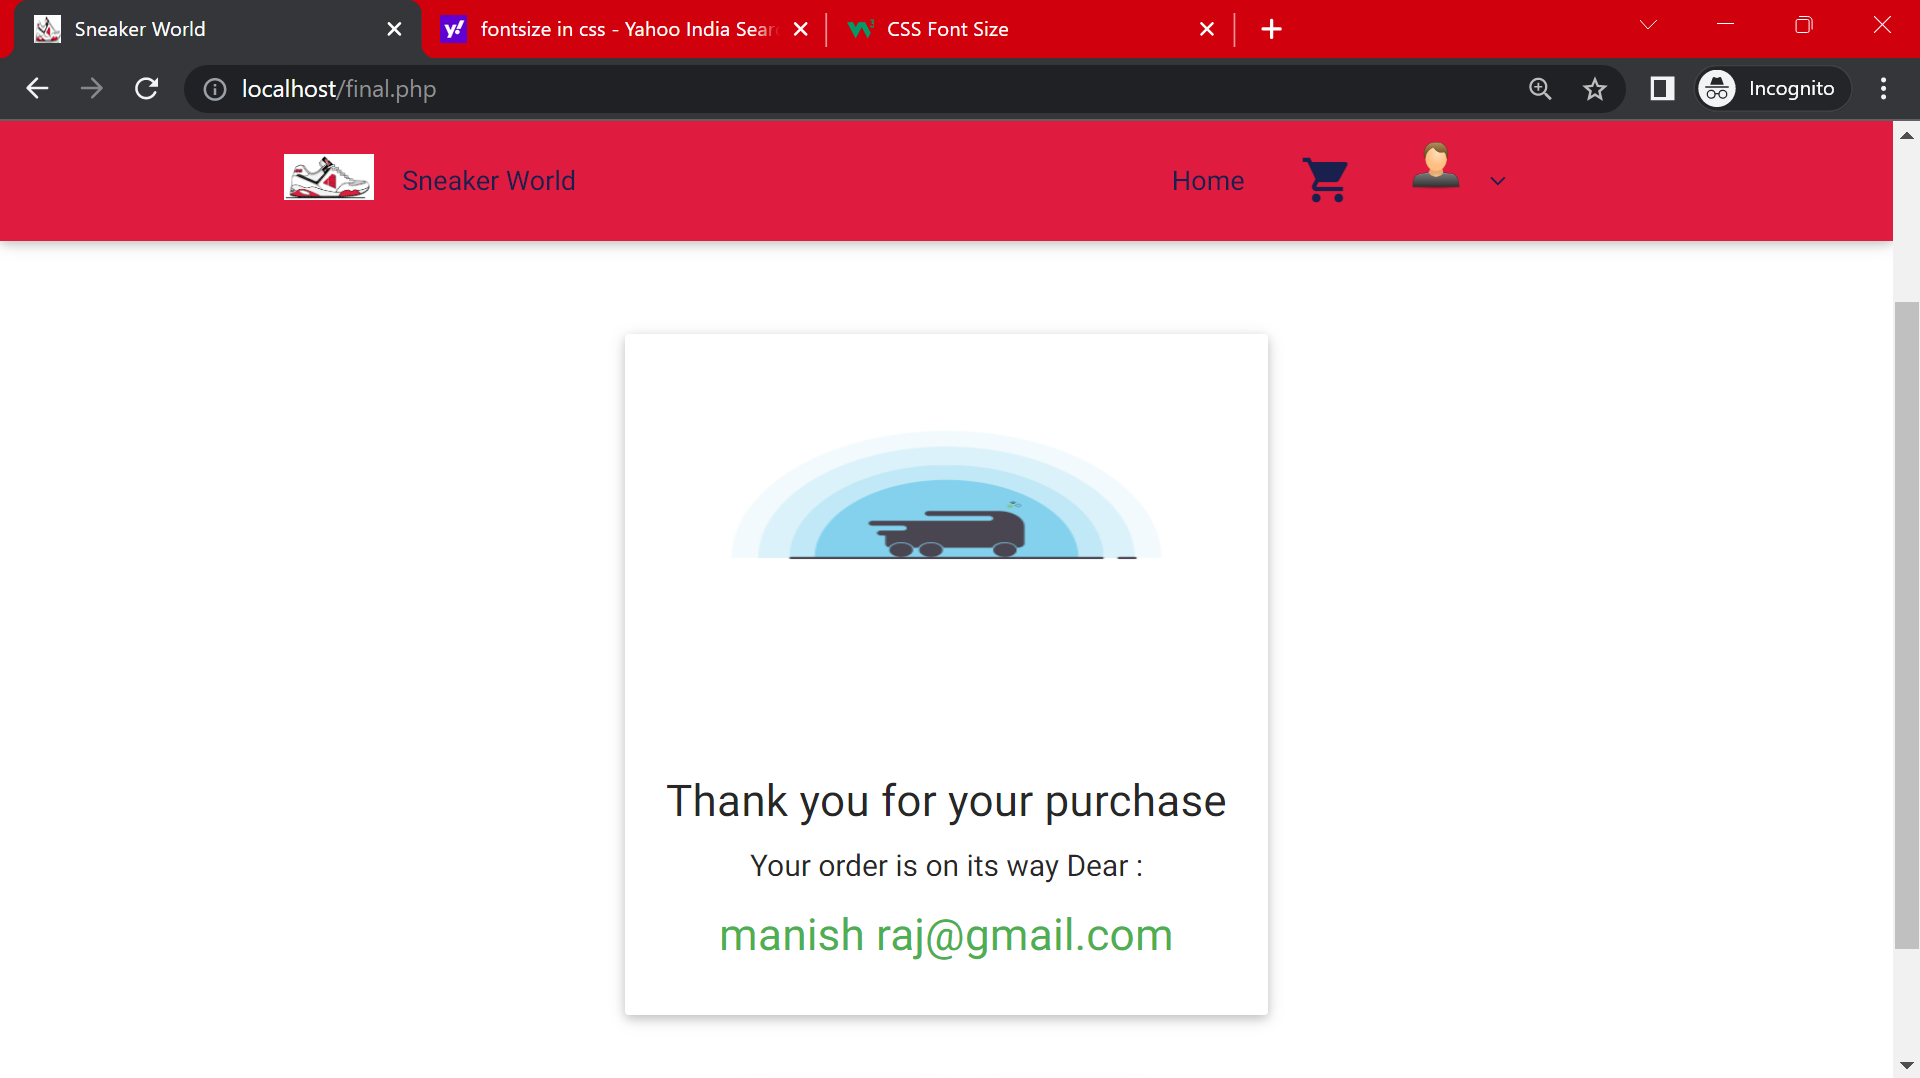 Sneaker World
fontsize in css - Yahoo India Sear
CSS Font Size
localhost/final.php
Incognito
Sneaker World
Home
Thank you for your purchase
Your order is on its way Dear :
manish raj@gmail.com